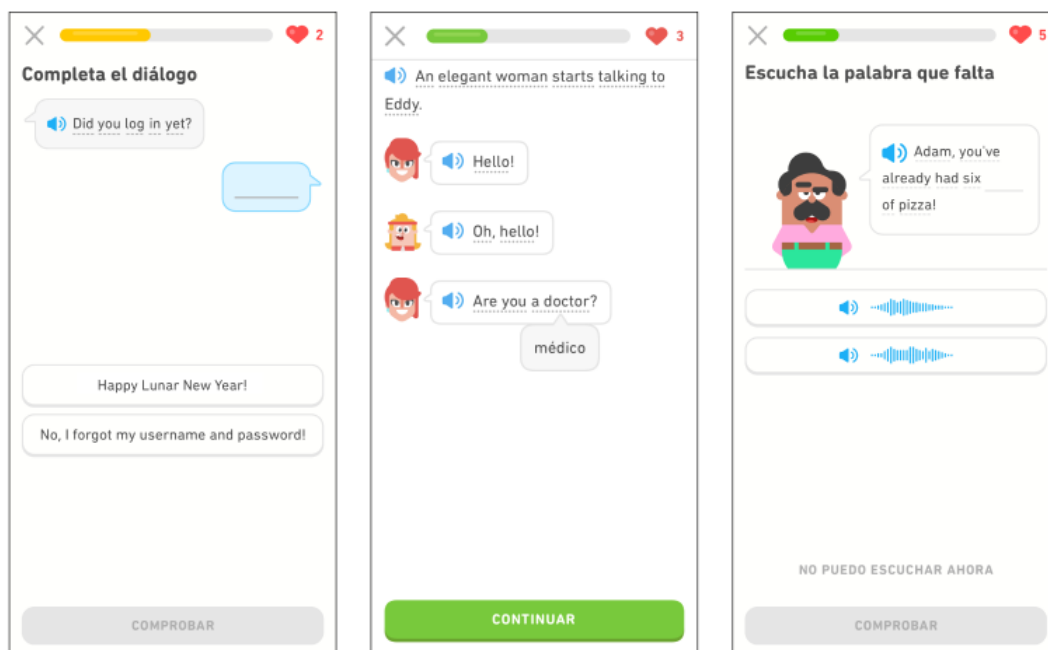 2
Completa el diálogo
Did you log in yet?
Happy Lunar New Year!
No, I forgot my username and password!
COMPROBAR
3
An elegant woman starts talking to
Eddy.
Hello!
Oh, hello!
Are you a doctor?
médico
CONTINUAR
5
Escucha la palabra que falta
Adam, you've
already had six ____
of pizza!
NO PUEDO ESCUCHAR AHORA
COMPROBAR